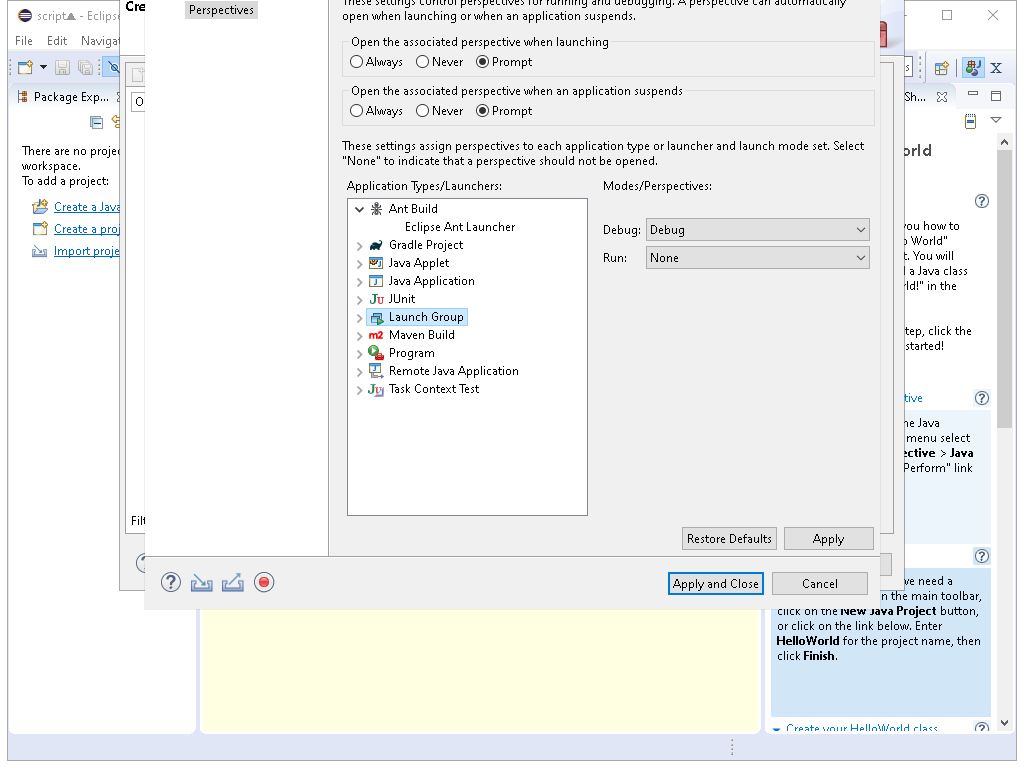 script
- Eclipse
File Edit Navigat
Cre
Perspectives
These settings control perspectives for running and debugging. A perspective can automatically
open when launching or when an application suspends.
Open the associated perspective when launching
Always Never Prompt
Open the associated perspective when an application suspends
Always Never Prompt
These settings assign perspectives to each application type or launcher and launch mode set. Select
"None" to indicate that a perspective should not be opened.
Application Types/Launchers:
Modes/Perspectives:
Ant Build
Eclipse Ant Launcher
Gradle Project
Java Applet
Java Application
JUnit
Launch Group
Maven Build
Program
Remote Java Application
Task Context Test
Debug: Debug
Run: None
Restore Defaults
Apply
Apply and Close
Cancel
Package Exp...
There are no proje
workspace.
To add a project:
Create a Java
Create a proj
Import proje
O
Filt
s
Sh...
orld
you how to
o World"
t. You will
d a Java class
rld!" in the
tep, click the
started!
tive
he Java
menu select
ective > Java
Perform" link
we need a
n the main toolbar,
click on the New Java Project button,
or click on the link below. Enter
HelloWorld for the project name, then
click Finish.
Create your HelloWorld class